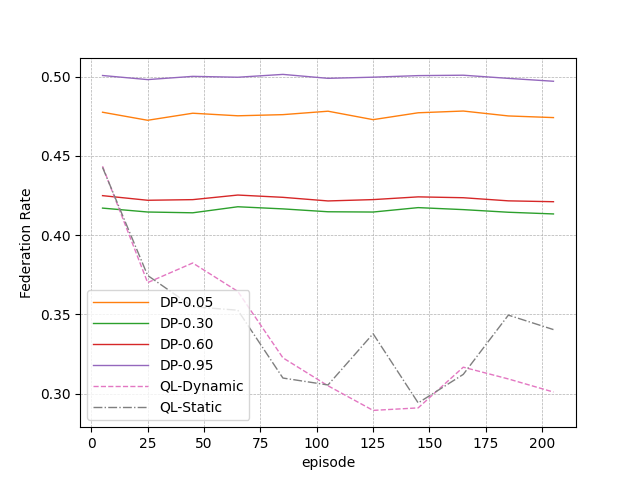 0.50
0.45
0.40
0.35
0.30
Federation Rate
DP-0.05
DP-0.30
DP-0.60
DP-0.95
QL-Dynamic
QL-Static
0 25 50 75 100 125 150 175 200
episode